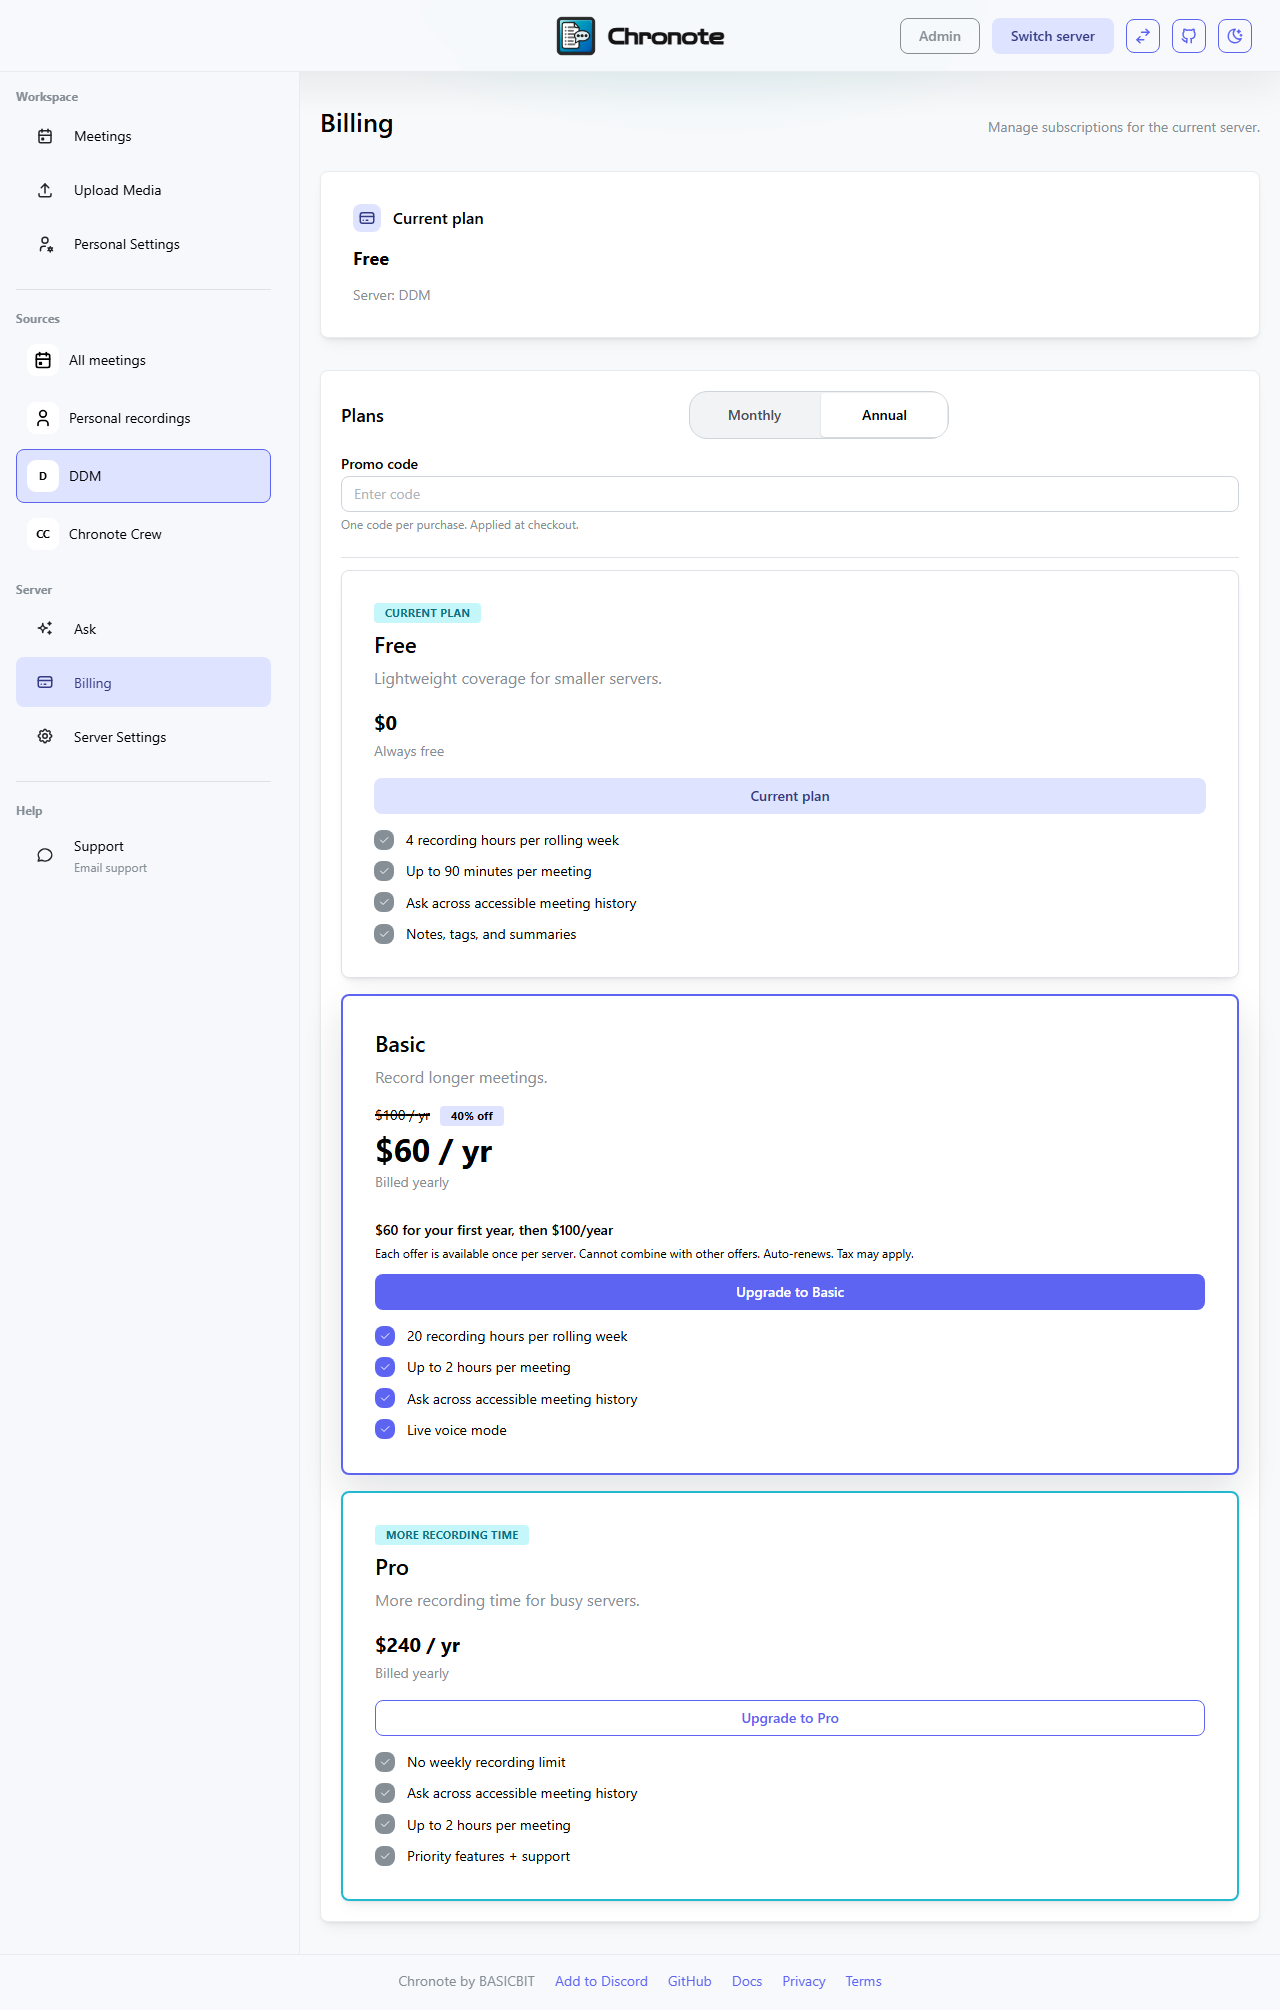 Chronote
Admin
Switch server
Workspace
Meetings
Upload Media
Personal Settings
Sources
All meetings
Personal recordings
D
DDM
CC
Chronote Crew
Server
Ask
Billing
Server Settings
Help
Support
Email support
Billing
Manage subscriptions for the current server.
Current plan
Free
Server: DDM
Plans
Monthly
Annual
Promo code
Enter code
One code per purchase. Applied at checkout.
CURRENT PLAN
Free
Lightweight coverage for smaller servers.
$0
Always free
Current plan
4 recording hours per rolling week
Up to 90 minutes per meeting
Ask across accessible meeting history
Notes, tags, and summaries
Basic
Record longer meetings.
$100 / yr
40% off
$60 / yr
Billed yearly
$60 for your first year, then $100/year
Each offer is available once per server. Cannot combine with other offers. Auto-renews. Tax may apply.
Upgrade to Basic
20 recording hours per rolling week
Up to 2 hours per meeting
Ask across accessible meeting history
Live voice mode
MORE RECORDING TIME
Pro
More recording time for busy servers.
$240 / yr
Billed yearly
Upgrade to Pro
No weekly recording limit
Ask across accessible meeting history
Up to 2 hours per meeting
Priority features + support
Chronote by BASICBIT
Add to Discord
GitHub
Docs
Privacy
Terms